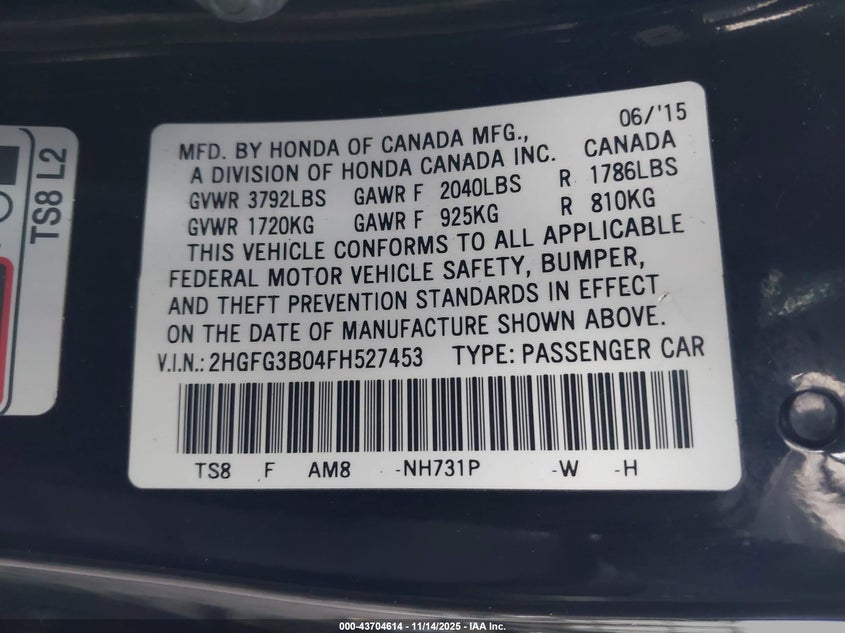 06/'15
MFD. BY HONDA OF CANADA MFG., CANADA
A DIVISION OF HONDA CANADA INC.
GVWR 3792LBS GAWR F 2040LBS R 1786LBS
GVWR 1720KG GAWR F 925KG R 810KG
THIS VEHICLE CONFORMS TO ALL APPLICABLE
FEDERAL MOTOR VEHICLE SAFETY, BUMPER,
AND THEFT PREVENTION STANDARDS IN EFFECT
ON THE DATE OF MANUFACTURE SHOWN ABOVE.
V.I.N.: 2HGFG3B04FH527453 TYPE: PASSENGER CAR
TS8 F AM8 -NH731P -W -H
TS8 L2
000-43704614 - 11/14/2025 - IAA Inc.